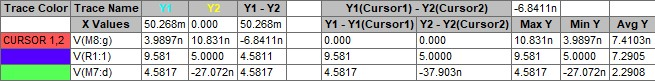 Trace Color Trace Name Y1 Y2 Y1 - Y2 Y1(Cursor1) - Y2(Cursor2) -6.8411n
X Values 50.268m 0.000 50.268m Y1 - Y1(Cursor1) Y2 - Y2(Cursor2) Max Y Min Y Avg Y
CURSOR 1,2 V(M8:g) 3.9897n 10.831n -6.8411n 0.000 0.000 10.831n 3.9897n 7.4103n
V(R1:1) 9.581 5.0000 4.5811 9.581 5.0000 9.581 5.0000 7.2905
V(M7:d) 4.5817 -27.072n 4.5817 4.5817 -37.903n 4.5817 -27.072n 2.2908